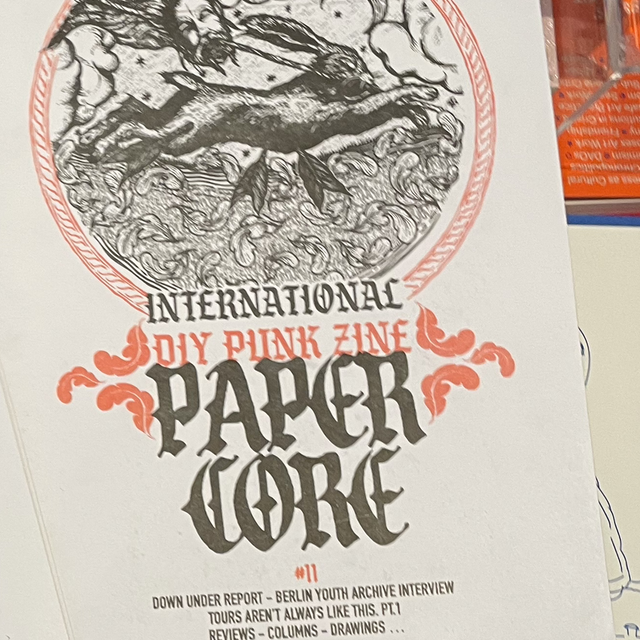 INTERNATIONAL
DIY PUNK ZINE
PAPER
CORE
#11
DOWN UNDER REPORT - BERLIN YOUTH ARCHIVE INTERVIEW
TOURS AREN'T ALWAYS LIKE THIS. PT.1
REVIEWS - COLUMNS - DRAWINGS ...